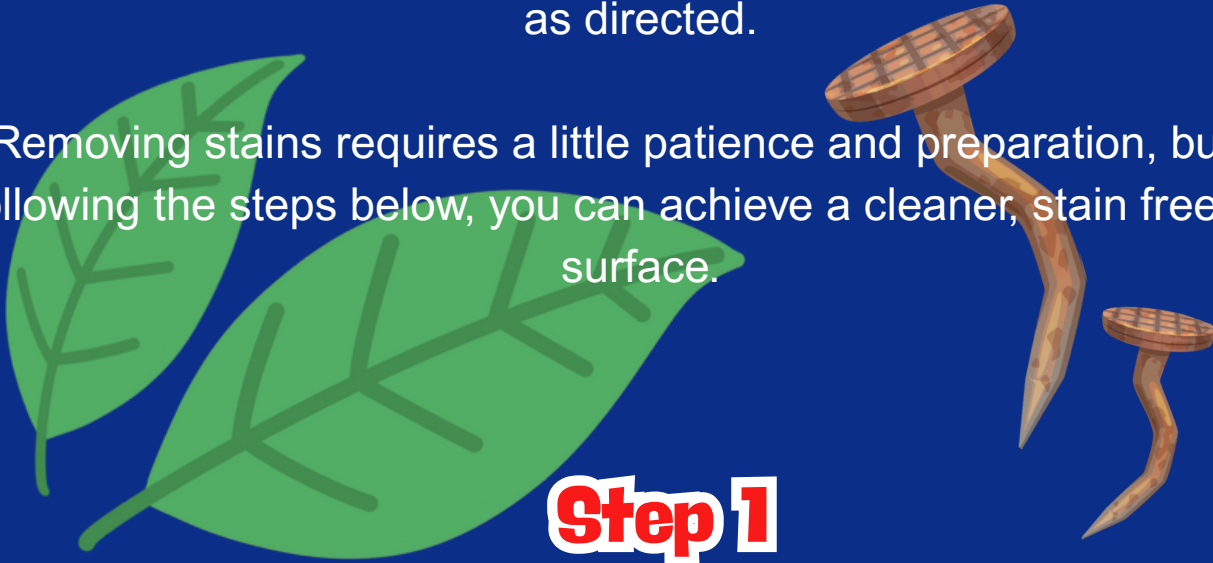 as directed.
Removing stains requires a little patience and preparation, bu
llowing the steps below, you can achieve a cleaner, stain free
surface.
Step 1